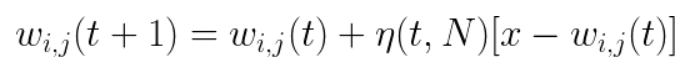 w_{i,j}(t + 1) = w_{i,j}(t) + η(t, N)[x − w_{i,j}(t)]